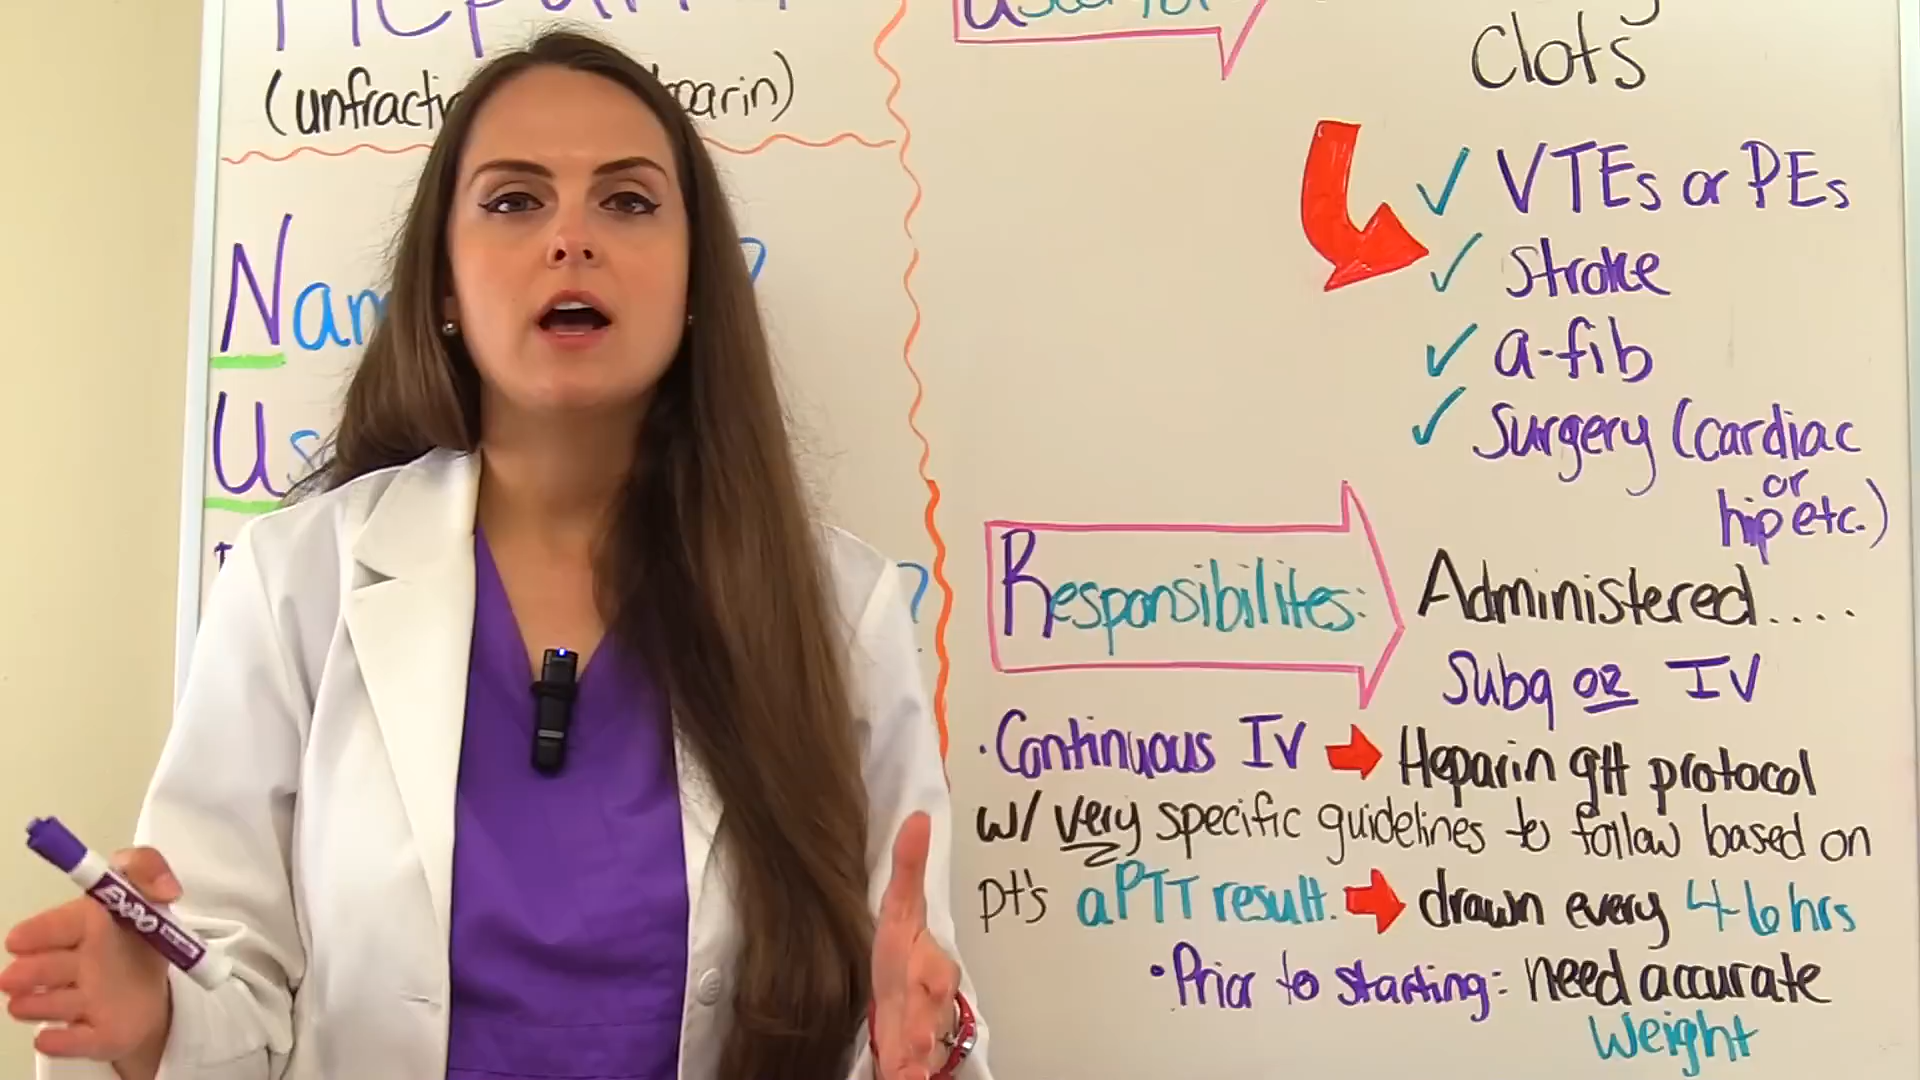 (unfracti parin)
Clots
✓ VTEs or PEs
✓ Stroke
✓ a-fib
✓ Surgery (cardiac
or
hip etc.)
Nam ?
Us
?
Responsibilites:
Administered....
Subq or IV
• Continuous IV → Heparin gtt protocol
w/ very specific guidelines to follow based on
pt's aPTT result. → drawn every 4-6 hrs
• Prior to starting: need accurate
Weight
EXPO